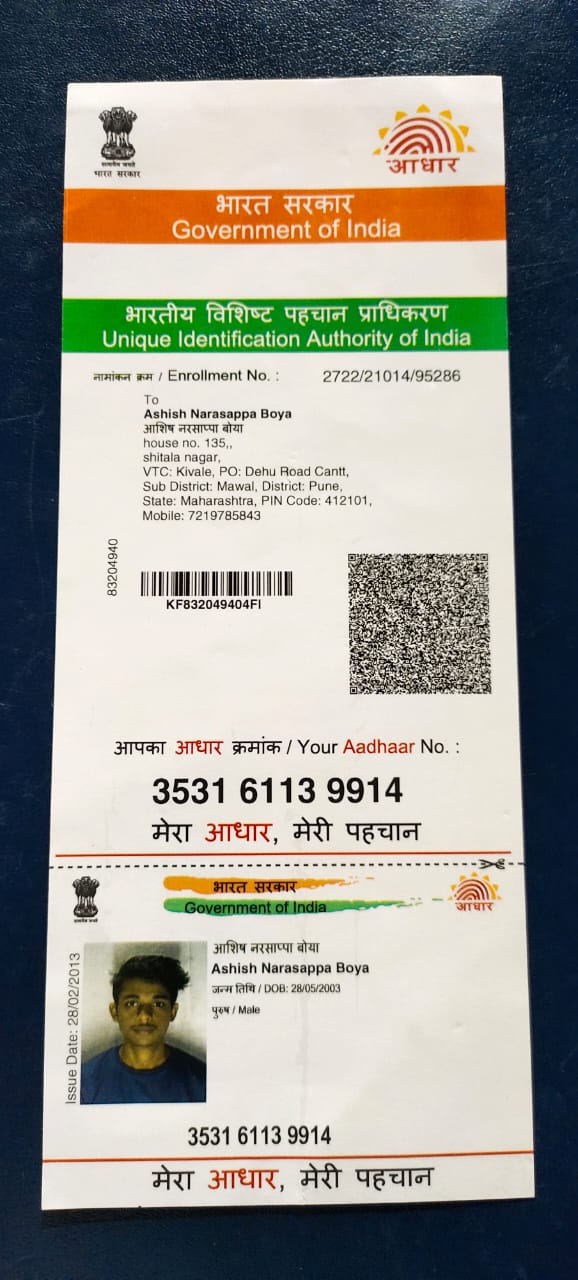 सत्यमेव जयते
भारत सरकार
आधार
भारत सरकार
Government of India
भारतीय विशिष्ट पहचान प्राधिकरण
Unique Identification Authority of India
नामांकन क्रम / Enrollment No. : 2722/21014/95286
To
Ashish Narasappa Boya
आशिष नरसाप्पा बोया
house no. 135,,
shitala nagar,
VTC: Kivale, PO: Dehu Road Cantt,
Sub District: Mawal, District: Pune,
State: Maharashtra, PIN Code: 412101,
Mobile: 7219785843
83204940
KF832049404FI
आपका आधार क्रमांक / Your Aadhaar No. :
3531 6113 9914
मेरा आधार, मेरी पहचान
सत्यमेव जयते
भारत सरकार
Government of India
आधार
Issue Date: 28/02/2013
आशिष नरसाप्पा बोया
Ashish Narasappa Boya
जन्म तिथि / DOB: 28/05/2003
पुरुष / Male
3531 6113 9914
मेरा आधार, मेरी पहचान